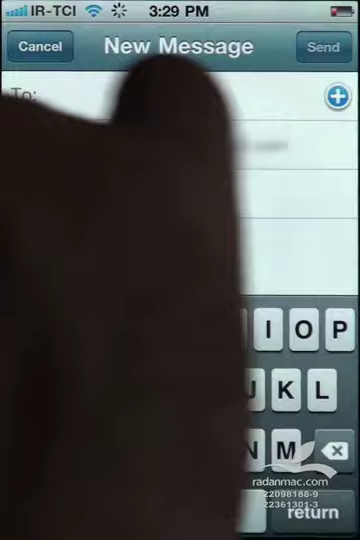 IR-TCI 3:29 PM
Cancel New Message Send
To:
I O P
K L
N M
radanmac.com
22098188-9
22361301-3
return